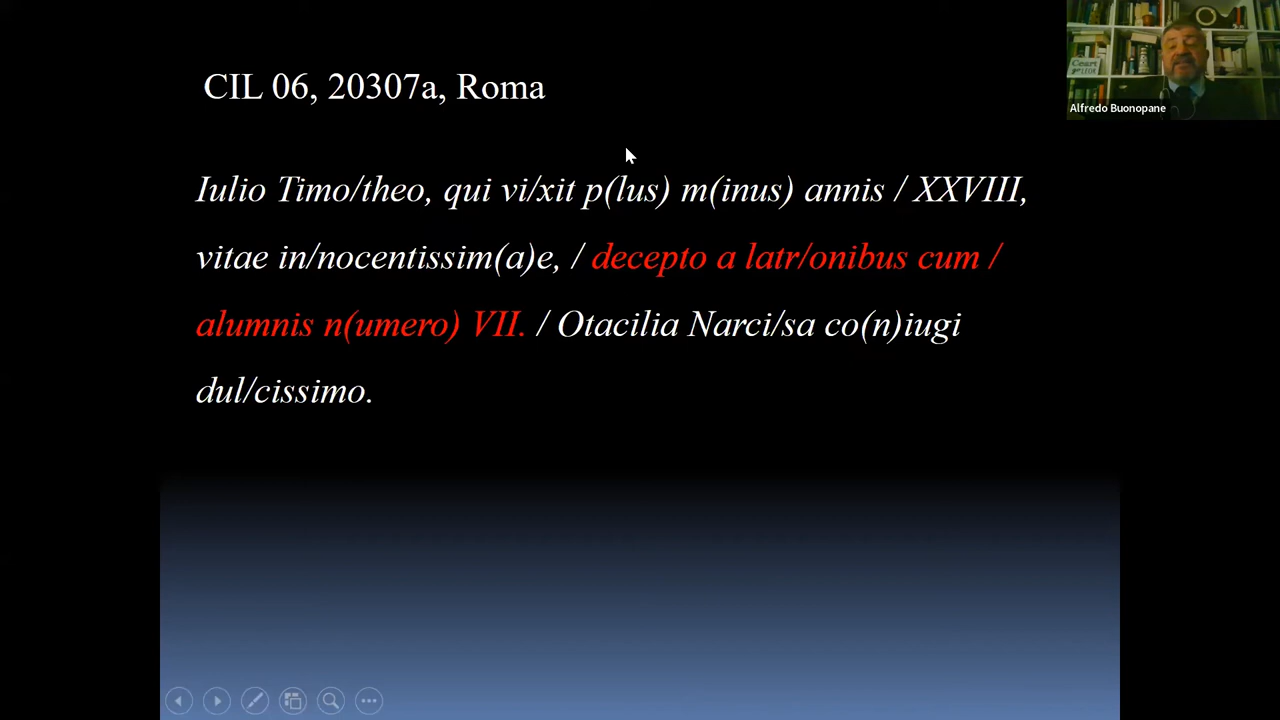 CIL 06, 20307a, Roma
Iulio Timo/theo, qui vi/xit p(lus) m(inus) annis / XXVIII,
vitae in/nocentissim(a)e, / decepto a latr/onibus cum /
alumnis n(umero) VII. / Otacilia Narci/sa co(n)iugi
dul/cissimo.
Alfredo Buonopane